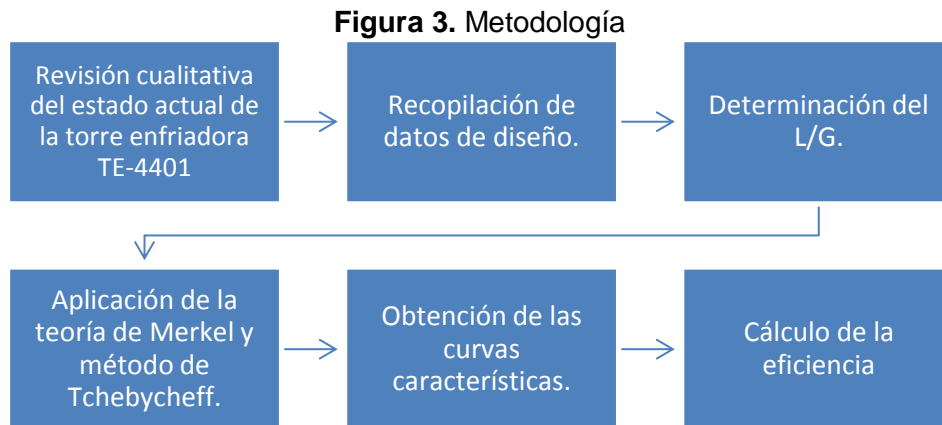 Figura 3. Metodología
Revisión cualitativa
del estado actual de
la torre enfriadora
TE-4401
Recopilación de
datos de diseño.
Determinación del
L/G.
Aplicación de la
teoría de Merkel y
método de
Tchebycheff.
Obtención de las
curvas
características.
Cálculo de la
eficiencia